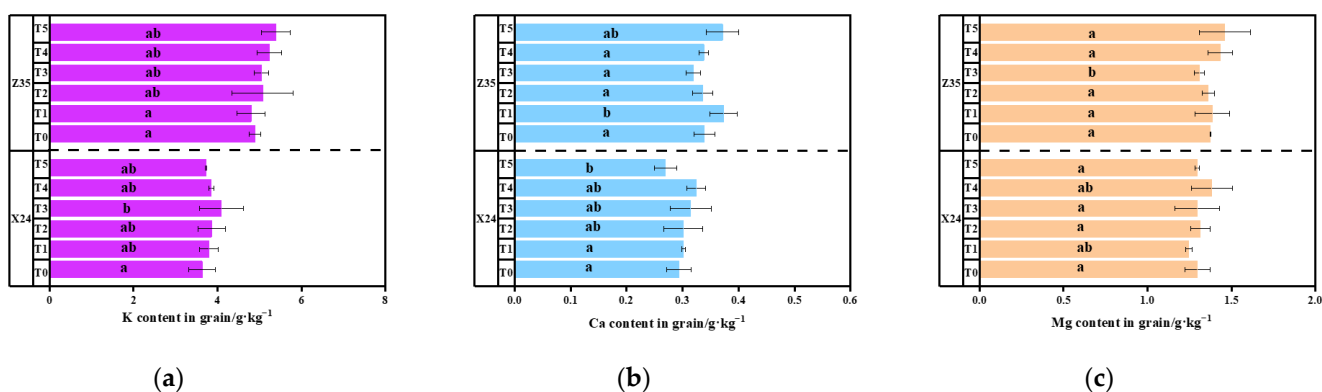 Z35
T5 ab
T4 ab
T3 ab
T2 ab
T1 a
T0 a
X24
T5 ab
T4 ab
T3 b
T2 ab
T1 ab
T0 a
0 2 4 6 8
K content in grain/g·kg⁻¹
(a)
Z35
T5 ab
T4 a
T3 a
T2 a
T1 b
T0 a
X24
T5 b
T4 ab
T3 ab
T2 ab
T1 a
T0 a
0.0 0.1 0.2 0.3 0.4 0.5 0.6
Ca content in grain/g·kg⁻¹
(b)
Z35
T5 a
T4 a
T3 b
T2 a
T1 a
T0 a
X24
T5 a
T4 ab
T3 a
T2 a
T1 ab
T0 a
0.0 0.5 1.0 1.5 2.0
Mg content in grain/g·kg⁻¹
(c)